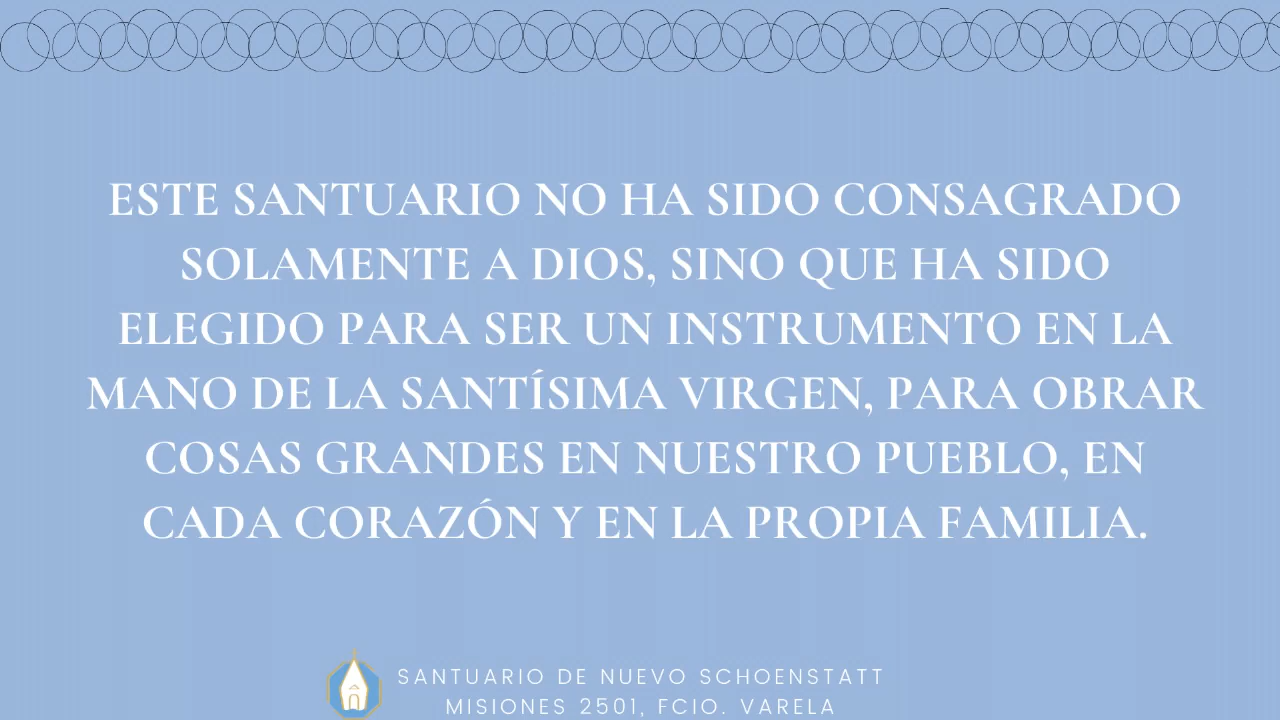 ESTE SANTUARIO NO HA SIDO CONSAGRADO
SOLAMENTE A DIOS, SINO QUE HA SIDO
ELEGIDO PARA SER UN INSTRUMENTO EN LA
MANO DE LA SANTÍSIMA VIRGEN, PARA OBRAR
COSAS GRANDES EN NUESTRO PUEBLO, EN
CADA CORAZÓN Y EN LA PROPIA FAMILIA.
SANTUARIO DE NUEVO SCHOENSTATT
MISIONES 2501, FCIO. VARELA